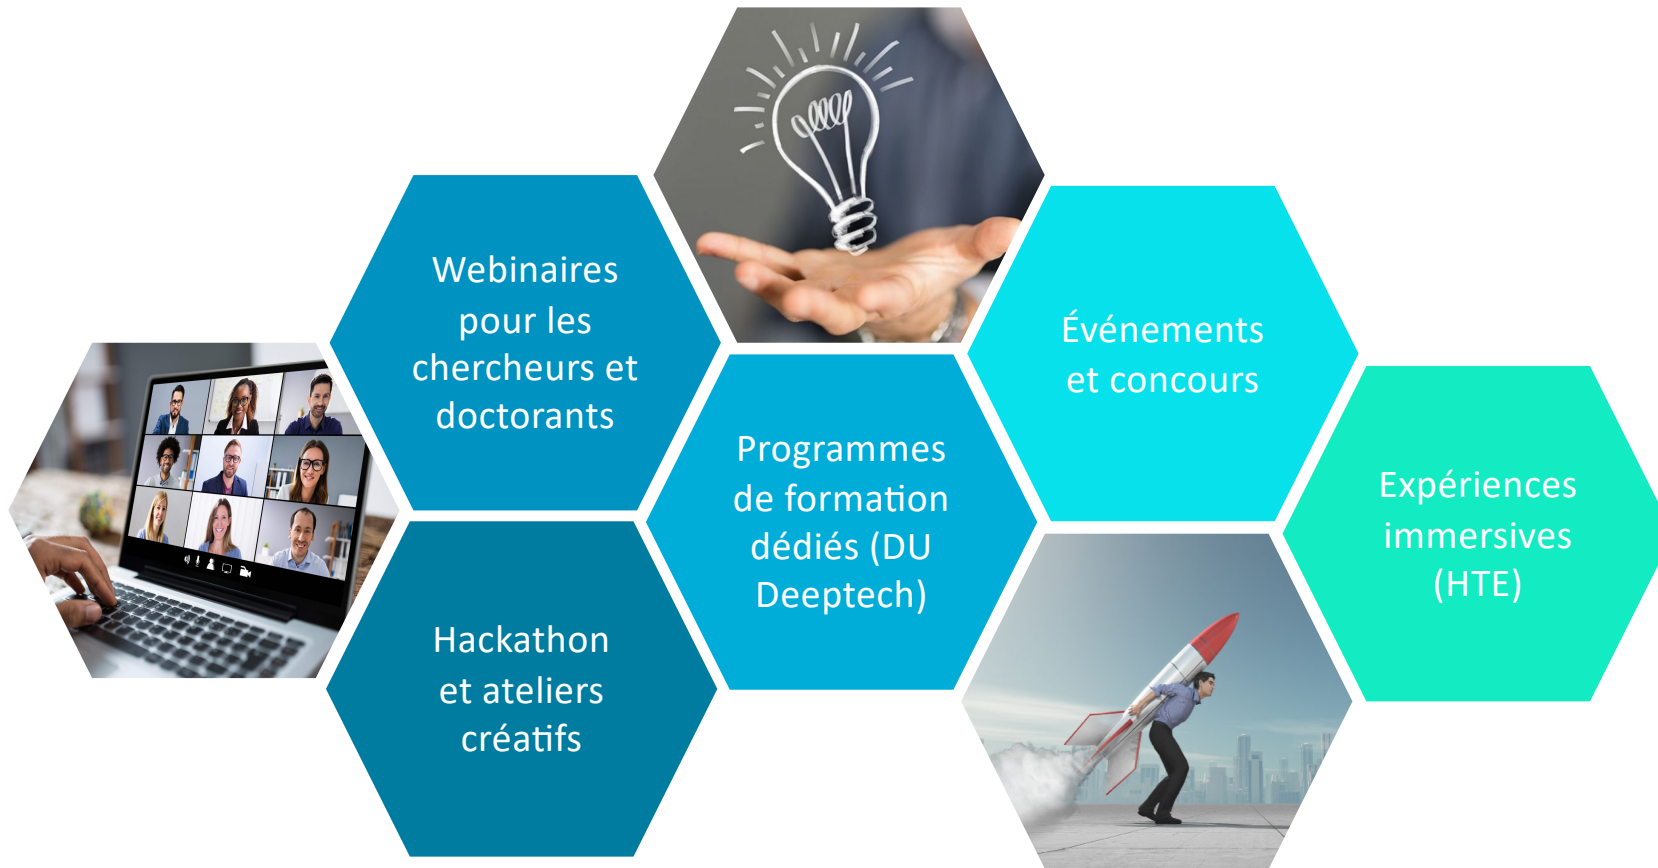 Webinaires
pour les
chercheurs et
doctorants
Hackathon
et ateliers
créatifs
Programmes
de formation
dédiés (DU
Deeptech)
Événements
et concours
Expériences
immersives
(HTE)